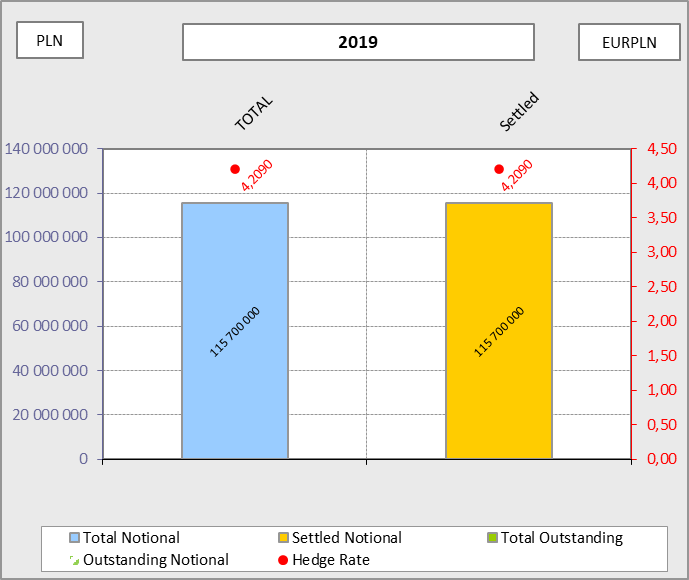 PLN
2019
EURPLN
TOTAL
Settled
140 000 000
120 000 000
100 000 000
80 000 000
60 000 000
40 000 000
20 000 000
0
4,2090
4,2090
115 700 000
115 700 000
4,50
4,00
3,50
3,00
2,50
2,00
1,50
1,00
0,50
0,00
Total Notional
Settled Notional
Total Outstanding
Outstanding Notional
Hedge Rate